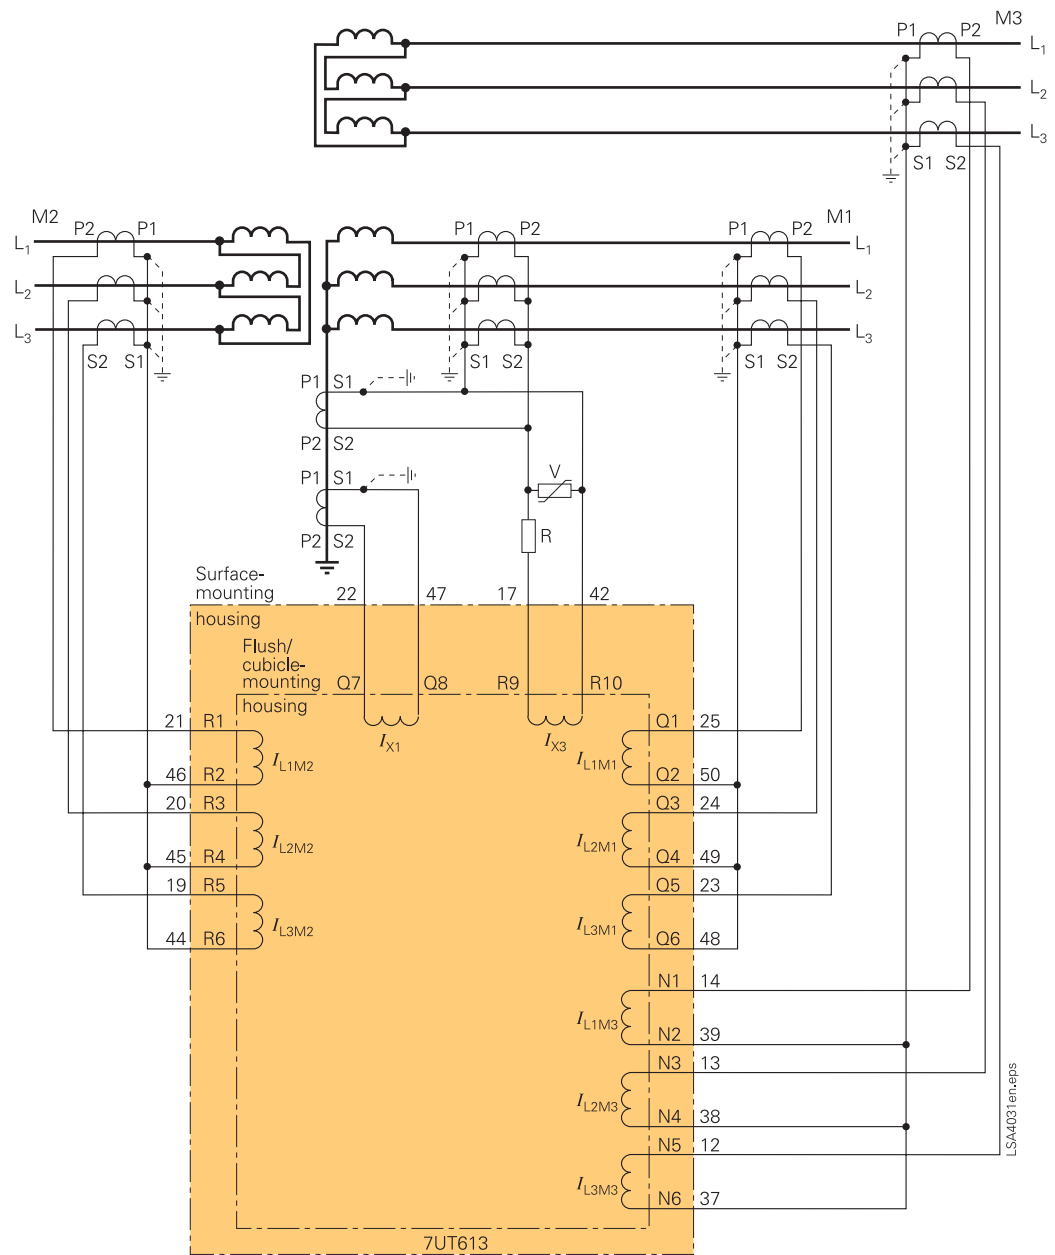 M3
P1 P2
L1
L2
L3
S1 S2
M2
P2 P1
L1
L2
L3
S2 S1
P1 P2
S1 S2
M1
P1 P2
L1
L2
L3
S1 S2
P1 S1
P2 S2
P1 S1
P2 S2
V
R
Surface-
mounting
housing
22 47 17 42
Flush/
cubicle-
mounting
housing
Q7 Q8 R9 R10
IX1
IX3
21 R1
IL1M2
46 R2
20 R3
IL2M2
45 R4
19 R5
IL3M2
44 R6
Q1 25
IL1M1
Q2 50
Q3 24
IL2M1
Q4 49
Q5 23
IL3M1
Q6 48
N1 14
IL1M3
N2 39
N3 13
IL2M3
N4 38
N5 12
IL3M3
N6 37
7UT613
LSA4031en.eps